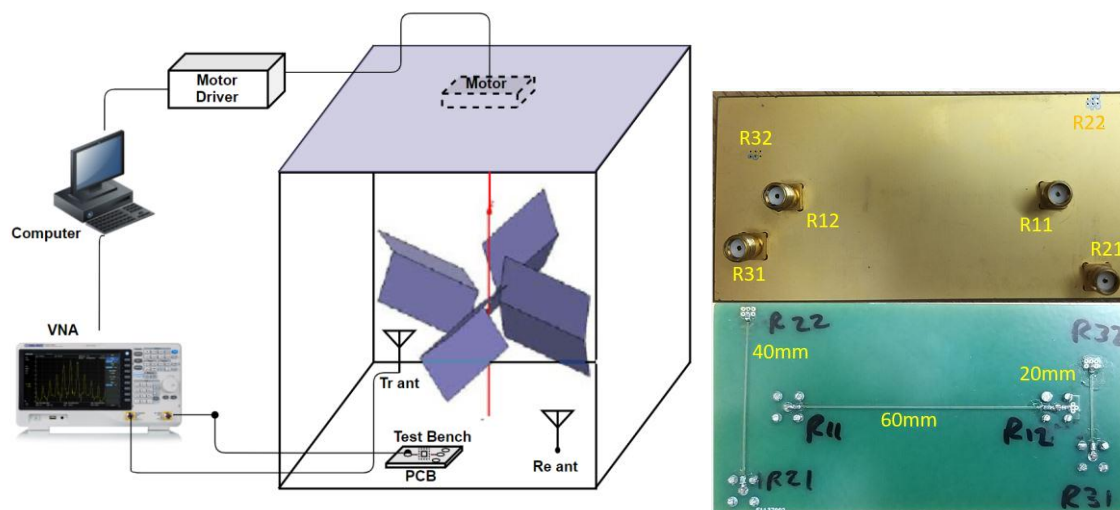 Motor
Driver
Motor
Computer
VNA
Tr ant
Test Bench
PCB
Re ant
R22
R32
R12
R11
R31
R21
R22
40mm
R32
20mm
60mm
R11
R12
R21
R31